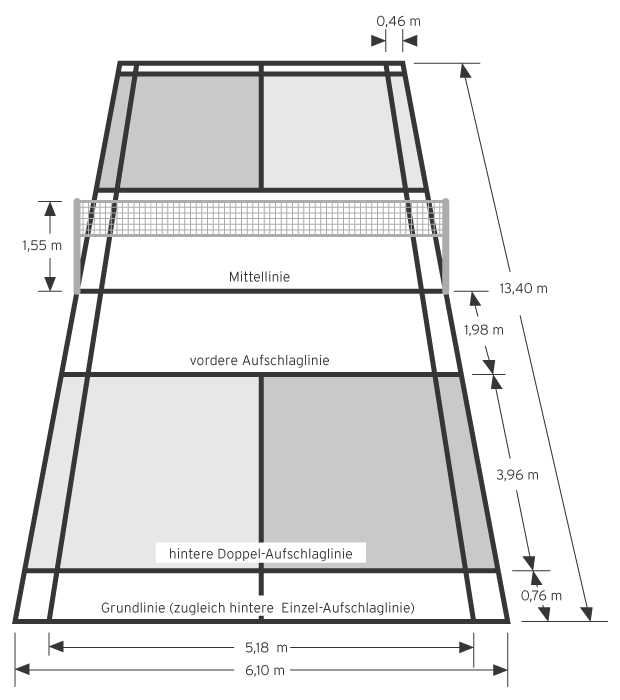 0,46 m
1,55 m
Mittellinie
13,40 m
1,98 m
vordere Aufschlaglinie
3,96 m
hintere Doppel-Aufschlaglinie
0,76 m
Grundlinie (zugleich hintere Einzel-Aufschlaglinie)
5,18 m
6,10 m